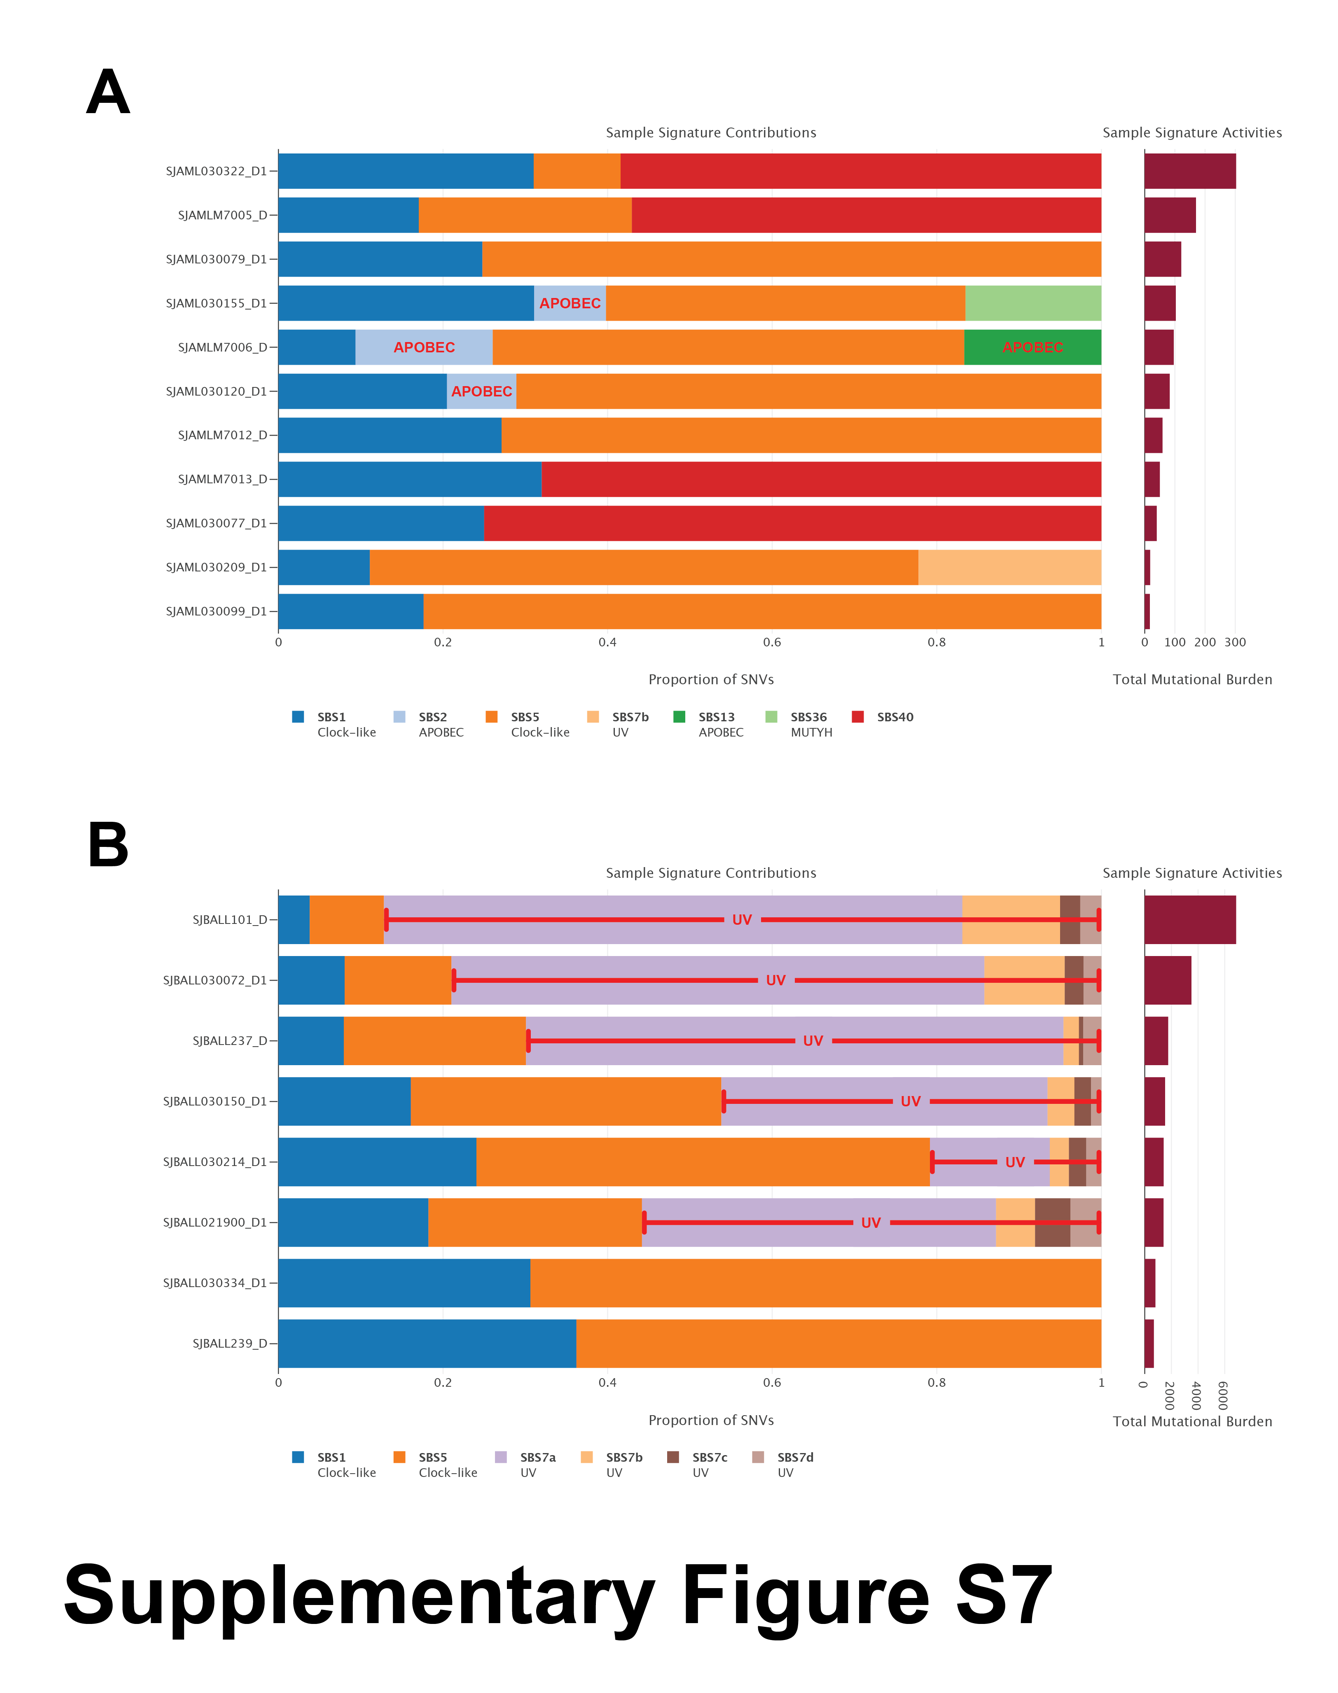 A
Sample Signature Contributions
Sample Signature Activities
SJAML030322_D1
SJAMLM7005_D
SJAML030079_D1
SJAML030155_D1
APOBEC
SJAMLM7006_D
APOBEC
APOBEC
SJAML030120_D1
APOBEC
SJAMLM7012_D
SJAMLM7013_D
SJAML030077_D1
SJAML030209_D1
SJAML030099_D1
0 0.2 0.4 0.6 0.8 1
0 100 200 300
Proportion of SNVs
Total Mutational Burden
SBS1 SBS2 SBS5 SBS7b SBS13 SBS36 SBS40
Clock-like APOBEC Clock-like UV APOBEC MUTYH
B
Sample Signature Contributions
Sample Signature Activities
SJBALL101_D
UV
SJBALL030072_D1
UV
SJBALL237_D
UV
SJBALL030150_D1
UV
SJBALL030214_D1
UV
SJBALL021900_D1
UV
SJBALL030334_D1
SJBALL239_D
0 0.2 0.4 0.6 0.8 1
0 2000 4000 6000
Proportion of SNVs
Total Mutational Burden
SBS1 SBS5 SBS7a SBS7b SBS7c SBS7d
Clock-like Clock-like UV UV UV UV
Supplementary Figure S7